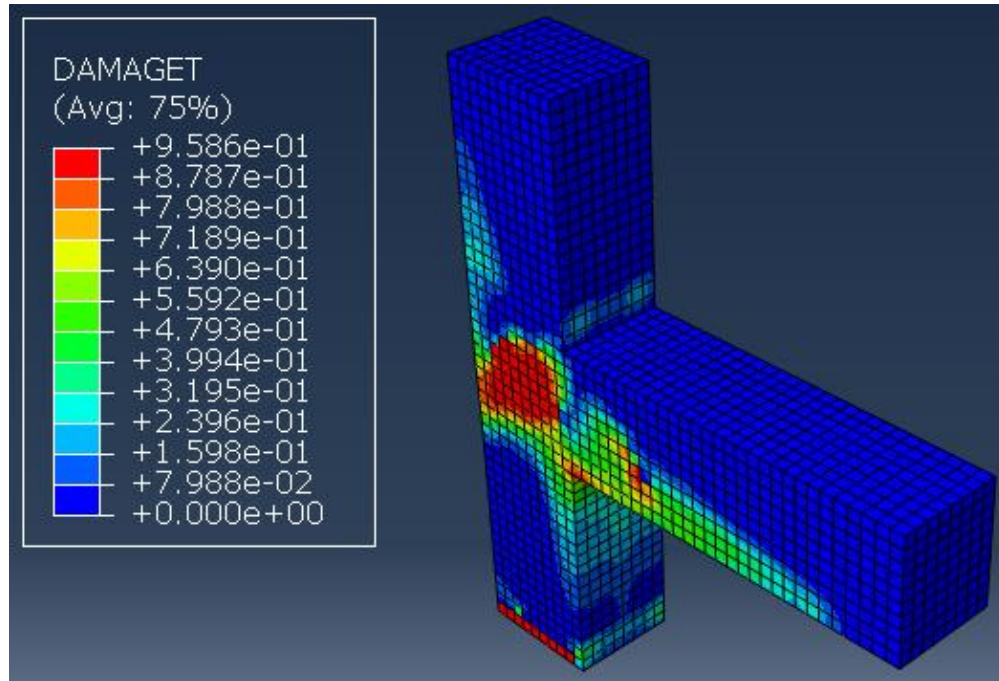 DAMAGET
(Avg: 75%)
+9.586e-01
+8.787e-01
+7.988e-01
+7.189e-01
+6.390e-01
+5.592e-01
+4.793e-01
+3.994e-01
+3.195e-01
+2.396e-01
+1.598e-01
+7.988e-02
+0.000e+00